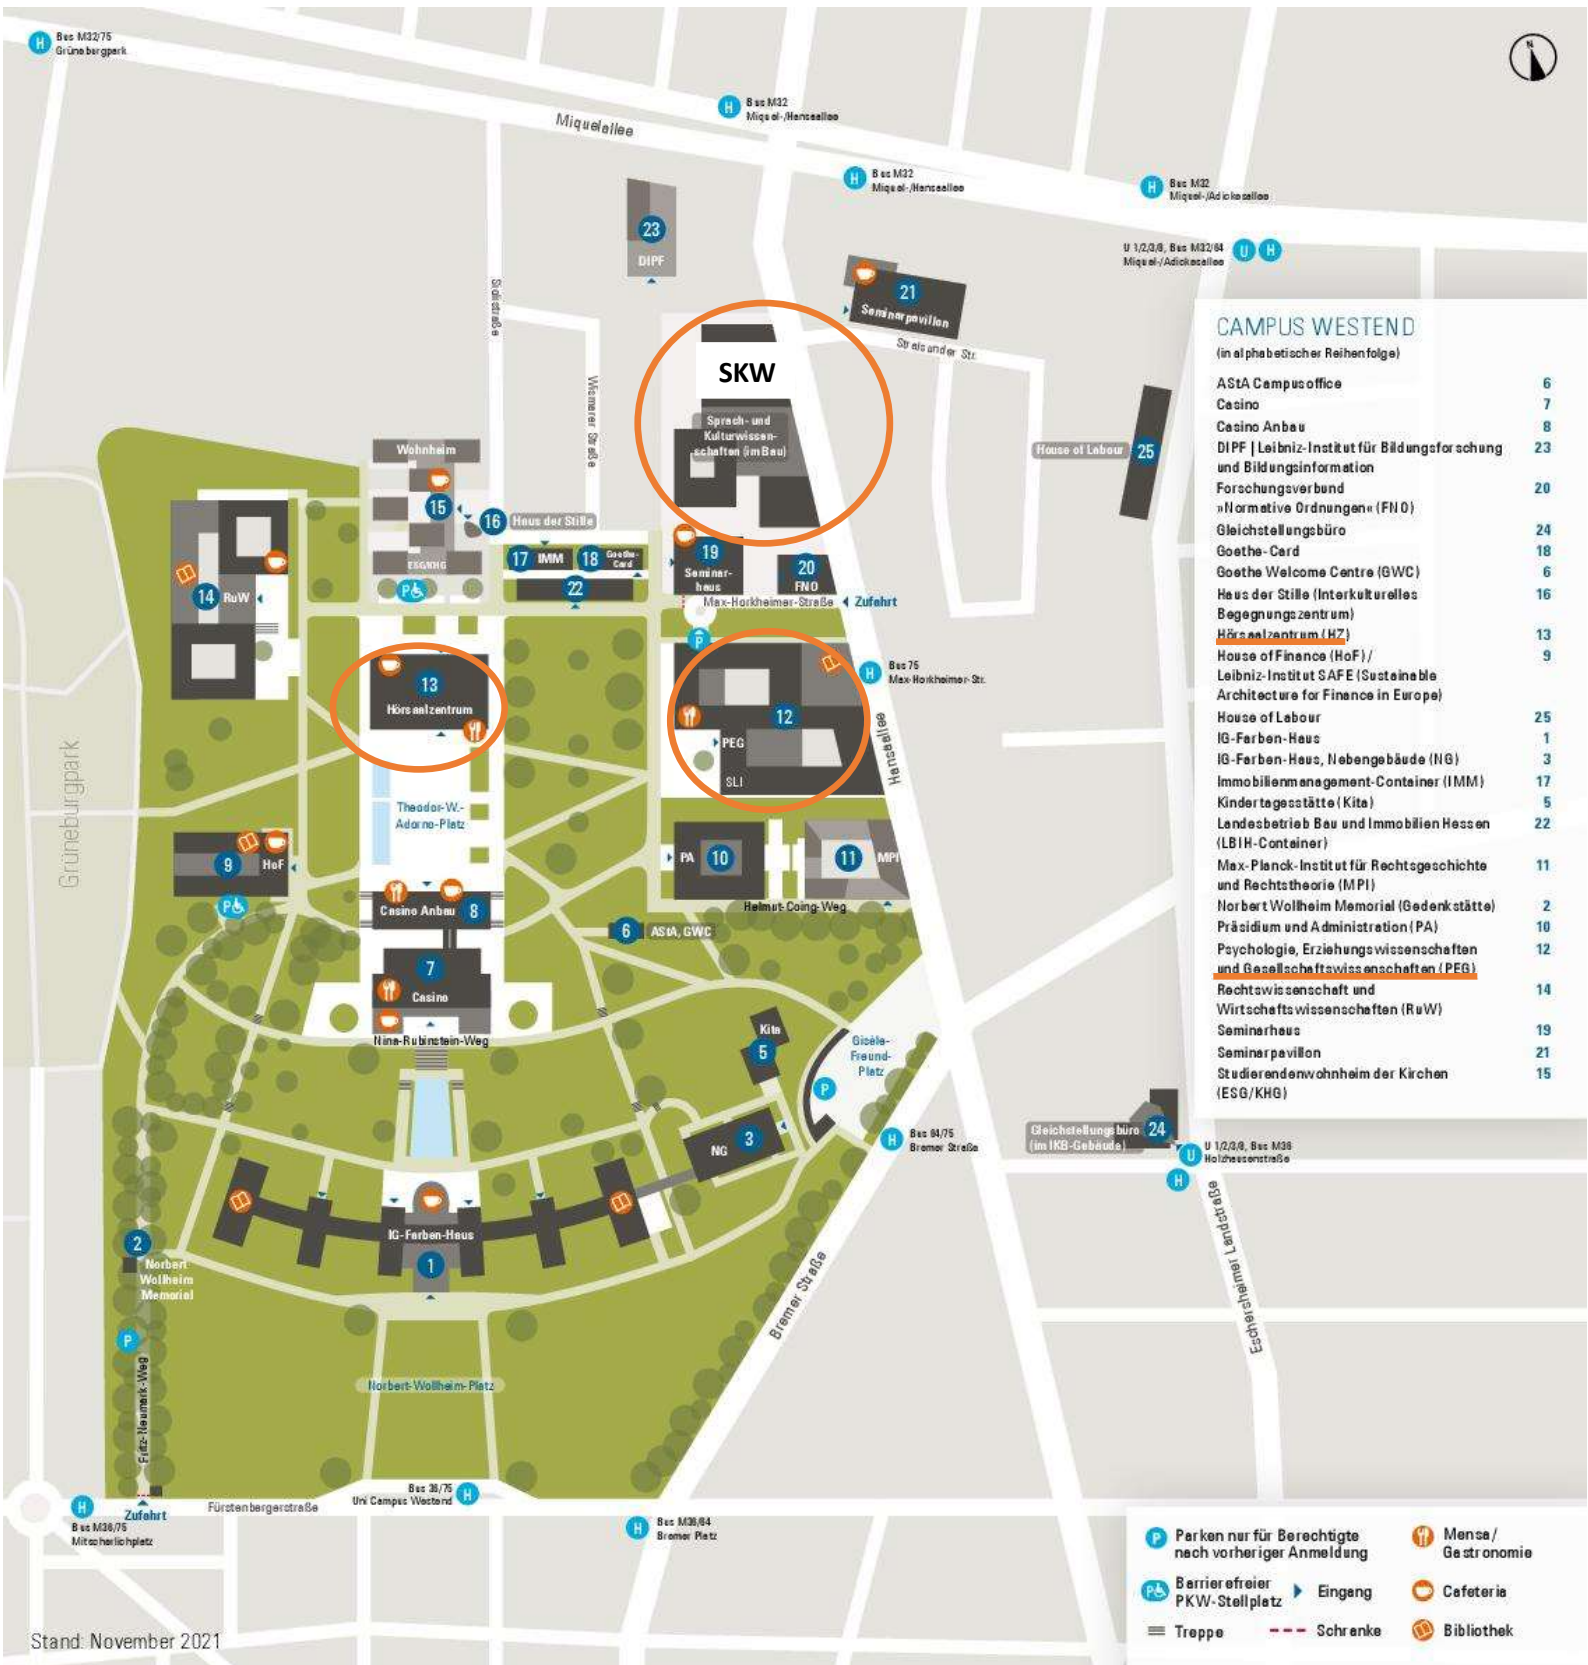 Bus M32/75
Grüneburgpark
N
Bus M32
Miquel-/Hansaallee
Miquelallee
Bus M32
Miquel-/Hansaallee
Bus M32
Miquel-/Adickesallee
U 1/2/3/8, Bus M32/64
Miquel-/Adickesallee
U
H
23
DIPF
21
Seminarpavillon
Stralsunder Str.
Siolistraße
Wismarer Straße
SKW
Sprach- und
Kulturwissen-
schaften (im Bau)
House of Labour
25
Wohnheim
15
16
Haus der Stille
ESG/KHG
17
IMM
18
Goethe-
Card
22
19
Seminar-
haus
20
FNO
Max-Horkheimer-Straße
Zufahrt
14
RuW
P
13
Hörsaalzentrum
Bus 75
Max-Horkheimer-Str.
12
PEG
SLI
Hansaallee
Grüneburgpark
Theodor-W.-
Adorno-Platz
9
HoF
PA
10
11
MPI
Helmut-Coing-Weg
Casino Anbau
8
6
AStA, GWC
7
Casino
Nina-Rubinstein-Weg
Kita
5
Gisèle-
Freund-
Platz
P
NG
3
Bus 64/75
Bremer Straße
Gleichstellungsbüro
(im IKB-Gebäude)
24
U 1/2/3/8, Bus M36
Holzhausenstraße
IG-Farben-Haus
1
2
Norbert
Wollheim
Memorial
P
Fritz-Neumark-Weg
Norbert-Wollheim-Platz
Bremer Straße
Eschersheimer Landstraße
Bus 36/75
Uni Campus Westend
Fürstenbergerstraße
Zufahrt
Bus M36/75
Mitscherlichplatz
Bus M36/64
Bremer Platz
Stand: November 2021
CAMPUS WESTEND
(in alphabetischer Reihenfolge)
AStA Campusoffice 6
Casino 7
Casino Anbau 8
DIPF | Leibniz-Institut für Bildungsforschung 23
und Bildungsinformation
Forschungsverbund 20
»Normative Ordnungen« (FNO)
Gleichstellungsbüro 24
Goethe-Card 18
Goethe Welcome Centre (GWC) 6
Haus der Stille (Interkulturelles 16
Begegnungszentrum)
Hörsaalzentrum (HZ) 13
House of Finance (HoF) / 9
Leibniz-Institut SAFE (Sustainable
Architecture for Finance in Europe)
House of Labour 25
IG-Farben-Haus 1
IG-Farben-Haus, Nebengebäude (NG) 3
Immobilienmanagement-Container (IMM) 17
Kindertagesstätte (Kita) 5
Landesbetrieb Bau und Immobilien Hessen 22
(LBIH-Container)
Max-Planck-Institut für Rechtsgeschichte 11
und Rechtstheorie (MPI)
Norbert Wollheim Memorial (Gedenkstätte) 2
Präsidium und Administration (PA) 10
Psychologie, Erziehungswissenschaften 12
und Gesellschaftswissenschaften (PEG)
Rechtswissenschaft und 14
Wirtschaftswissenschaften (RuW)
Seminarhaus 19
Seminarpavillon 21
Studierendenwohnheim der Kirchen 15
(ESG/KHG)
P Parken nur für Berechtigte
nach vorheriger Anmeldung
Mensa/
Gastronomie
P Barrierefreier
PKW-Stellplatz
Eingang
Cafeteria
Treppe
Schranke
Bibliothek